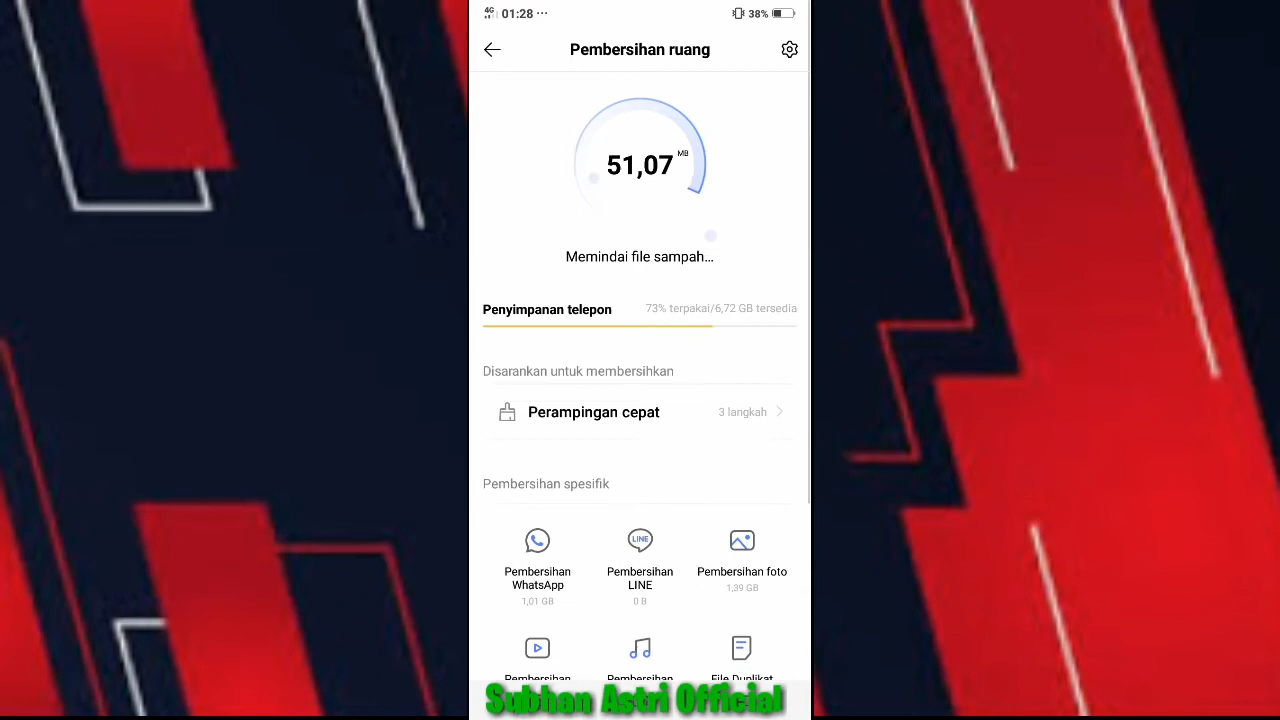 4G 01:28 ··· 38%
Pembersihan ruang
51,07 MB
Memindai file sampah...
Penyimpanan telepon 73% terpakai/6,72 GB tersedia
Disarankan untuk membersihkan
Perampingan cepat 3 langkah
Pembersihan spesifik
Pembersihan WhatsApp
1,01 GB
LINE
Pembersihan LINE
0 B
Pembersihan foto
1,39 GB
Pembersihan Pembersihan File Duplikat
Subhan Astri Official